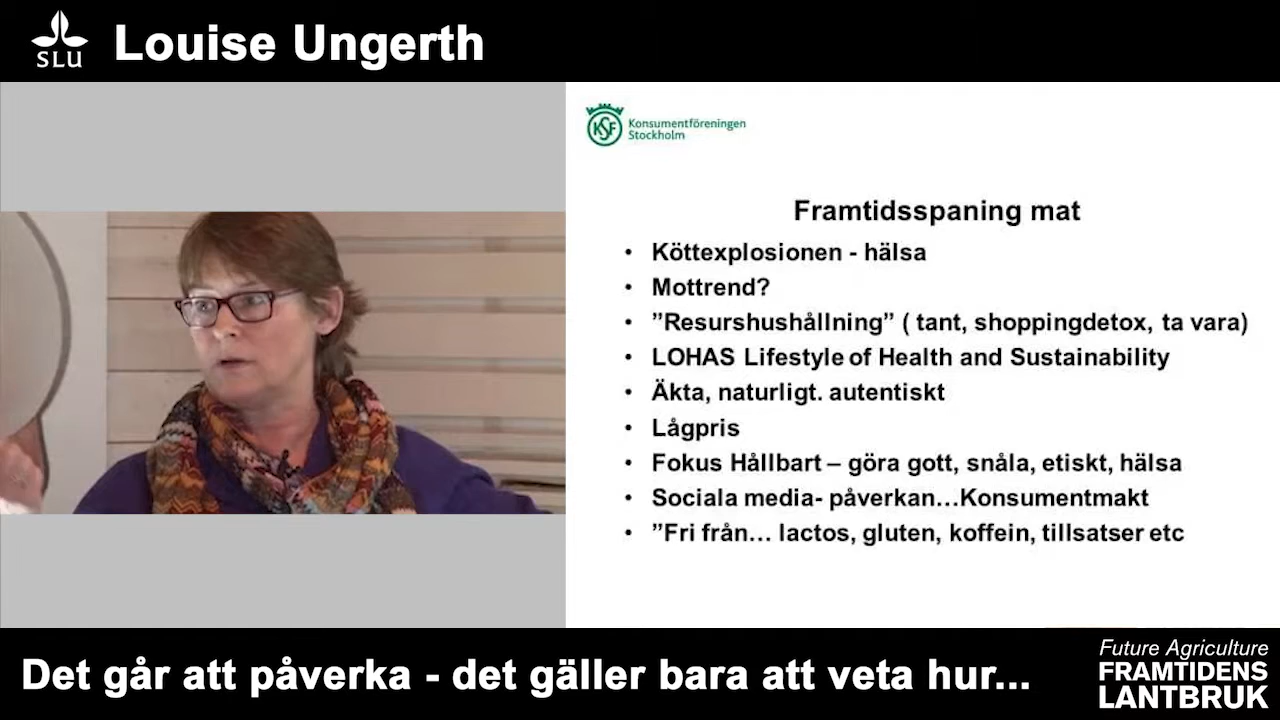 SLU
Louise Ungerth
KSF
Konsumentföreningen
Stockholm
Framtidsspaning mat
• Köttexplosionen - hälsa
• Mottrend?
• ”Resurshushållning” ( tant, shoppingdetox, ta vara)
• LOHAS Lifestyle of Health and Sustainability
• Äkta, naturligt. autentiskt
• Lågpris
• Fokus Hållbart – göra gott, snåla, etiskt, hälsa
• Sociala media- påverkan…Konsumentmakt
• ”Fri från… lactos, gluten, koffein, tillsatser etc
Det går att påverka - det gäller bara att veta hur...
Future Agriculture
FRAMTIDENS
LANTBRUK